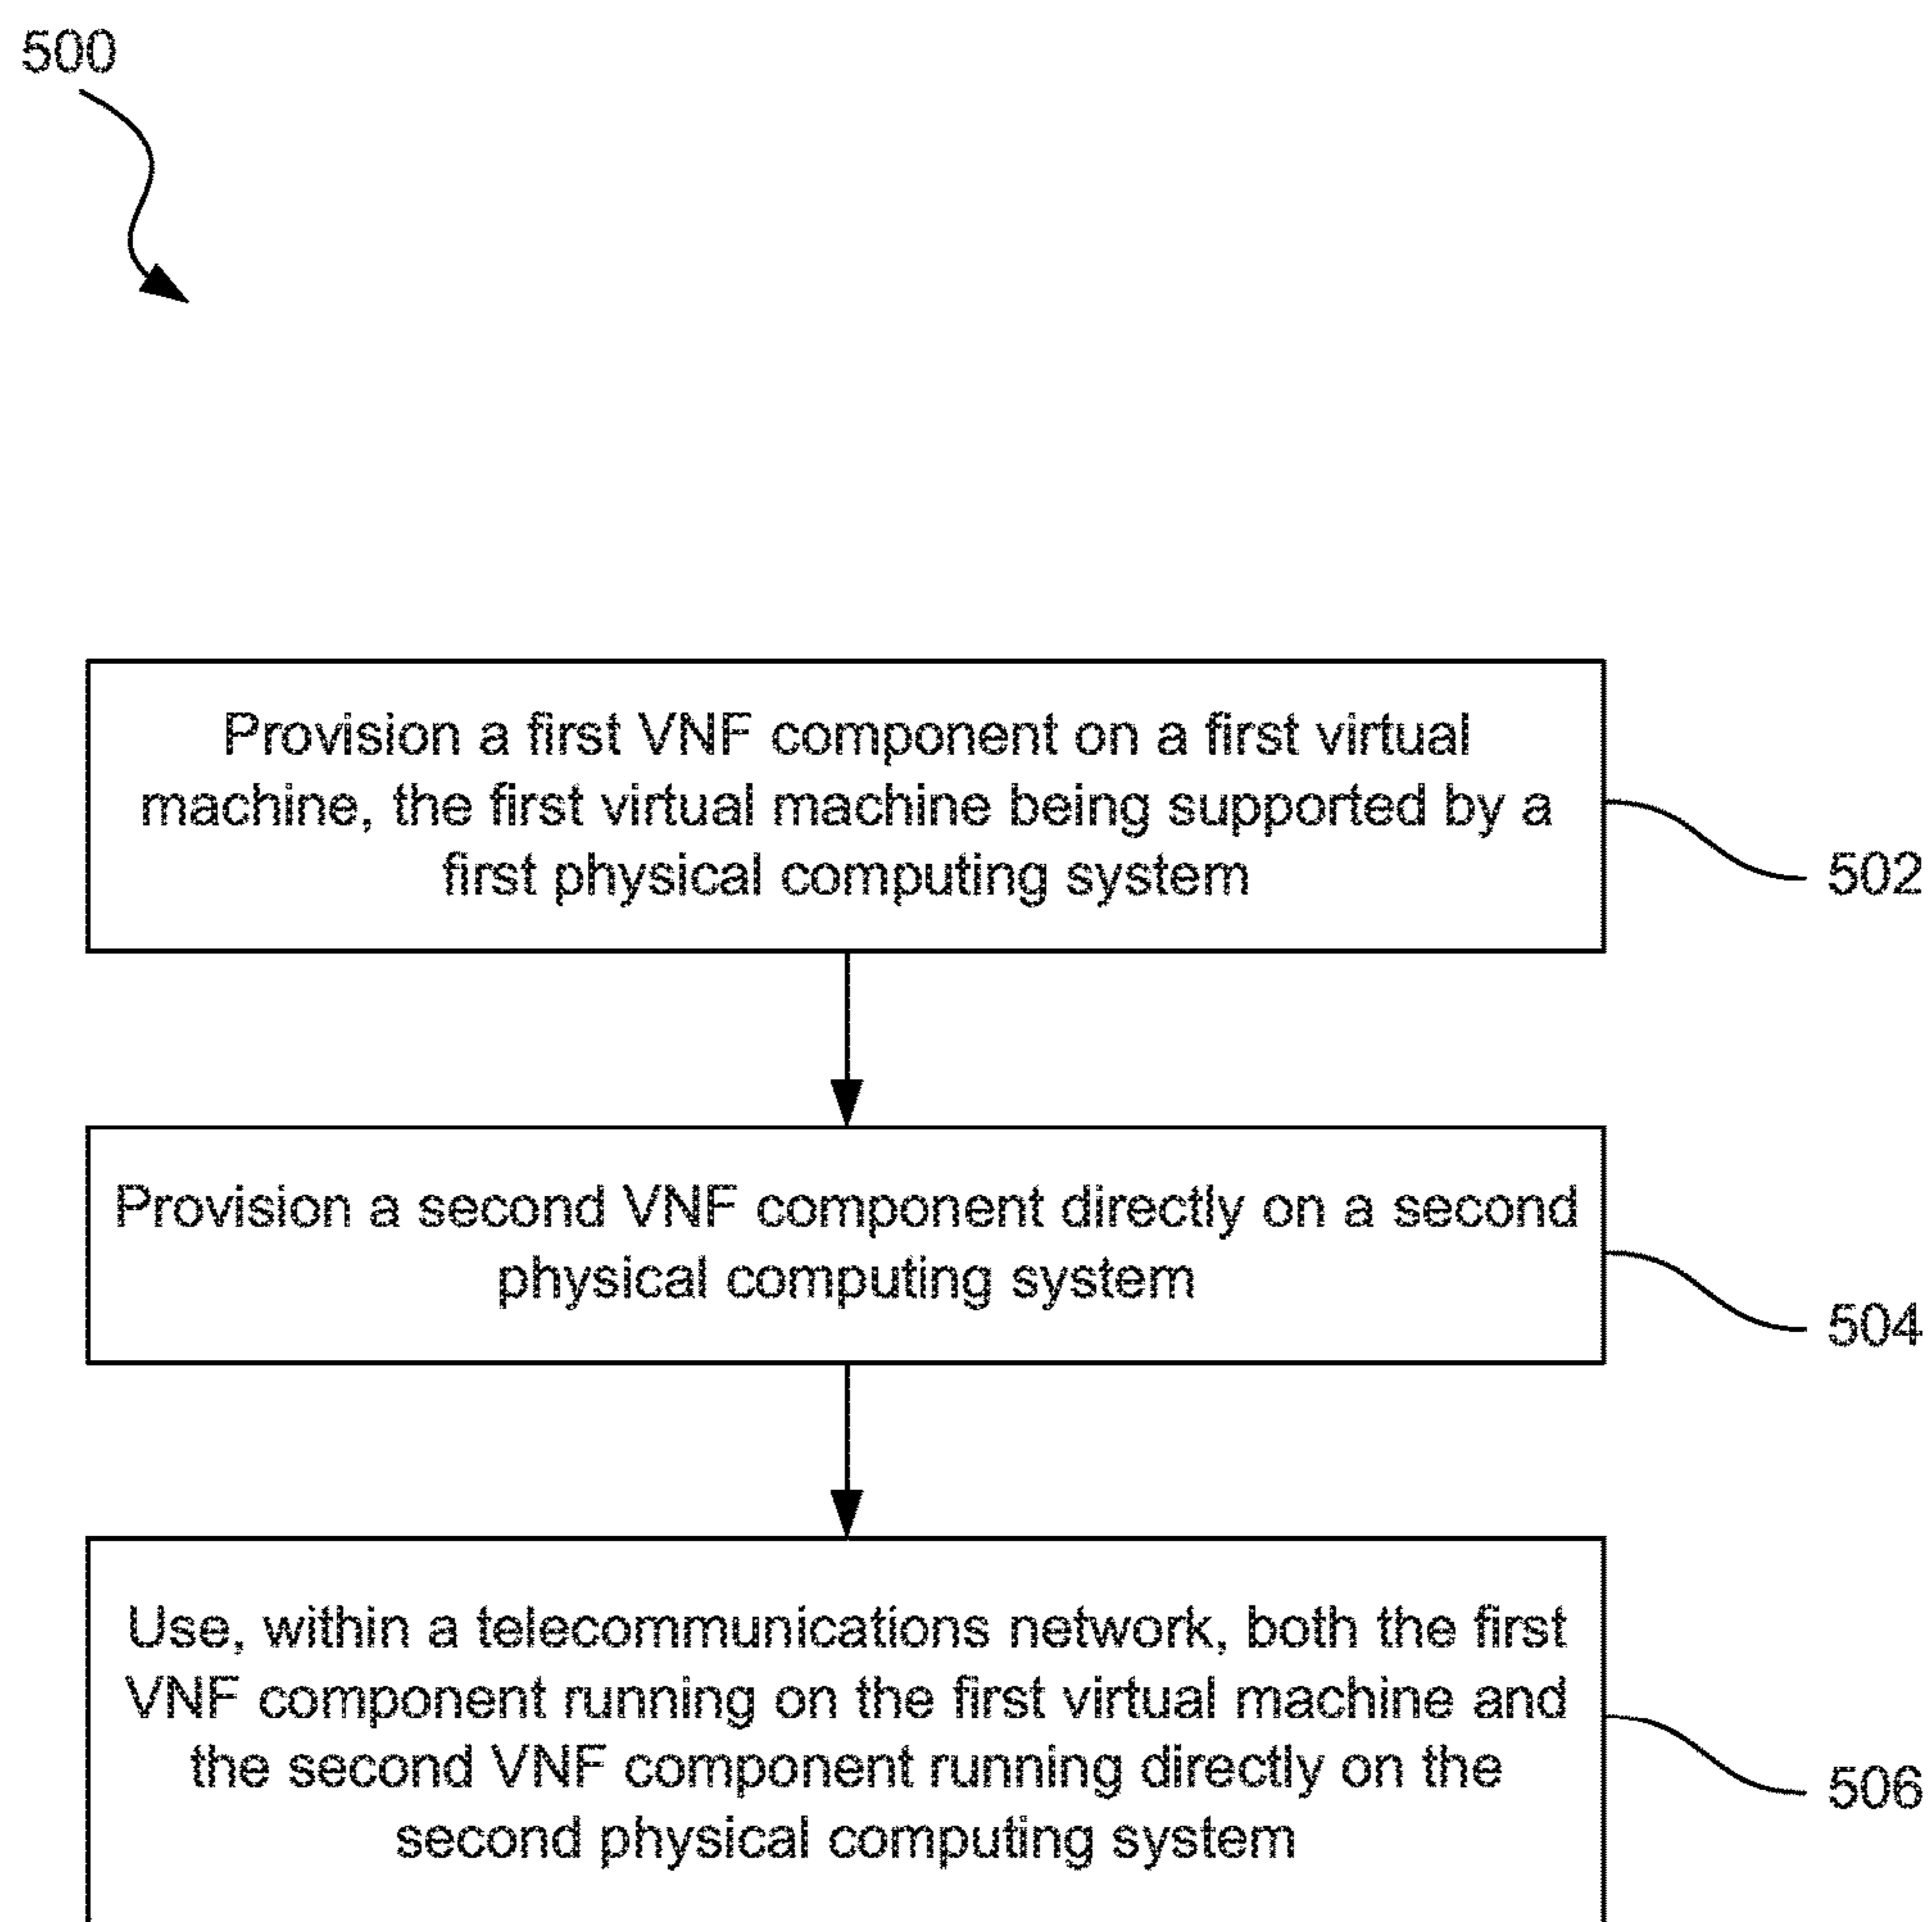 500
Provision a first VNF component on a first virtual
machine, the first virtual machine being supported by a
first physical computing system
502
Provision a second VNF component directly on a second
physical computing system
504
Use, within a telecommunications network, both the first
VNF component running on the first virtual machine and
the second VNF component running directly on the
second physical computing system
506